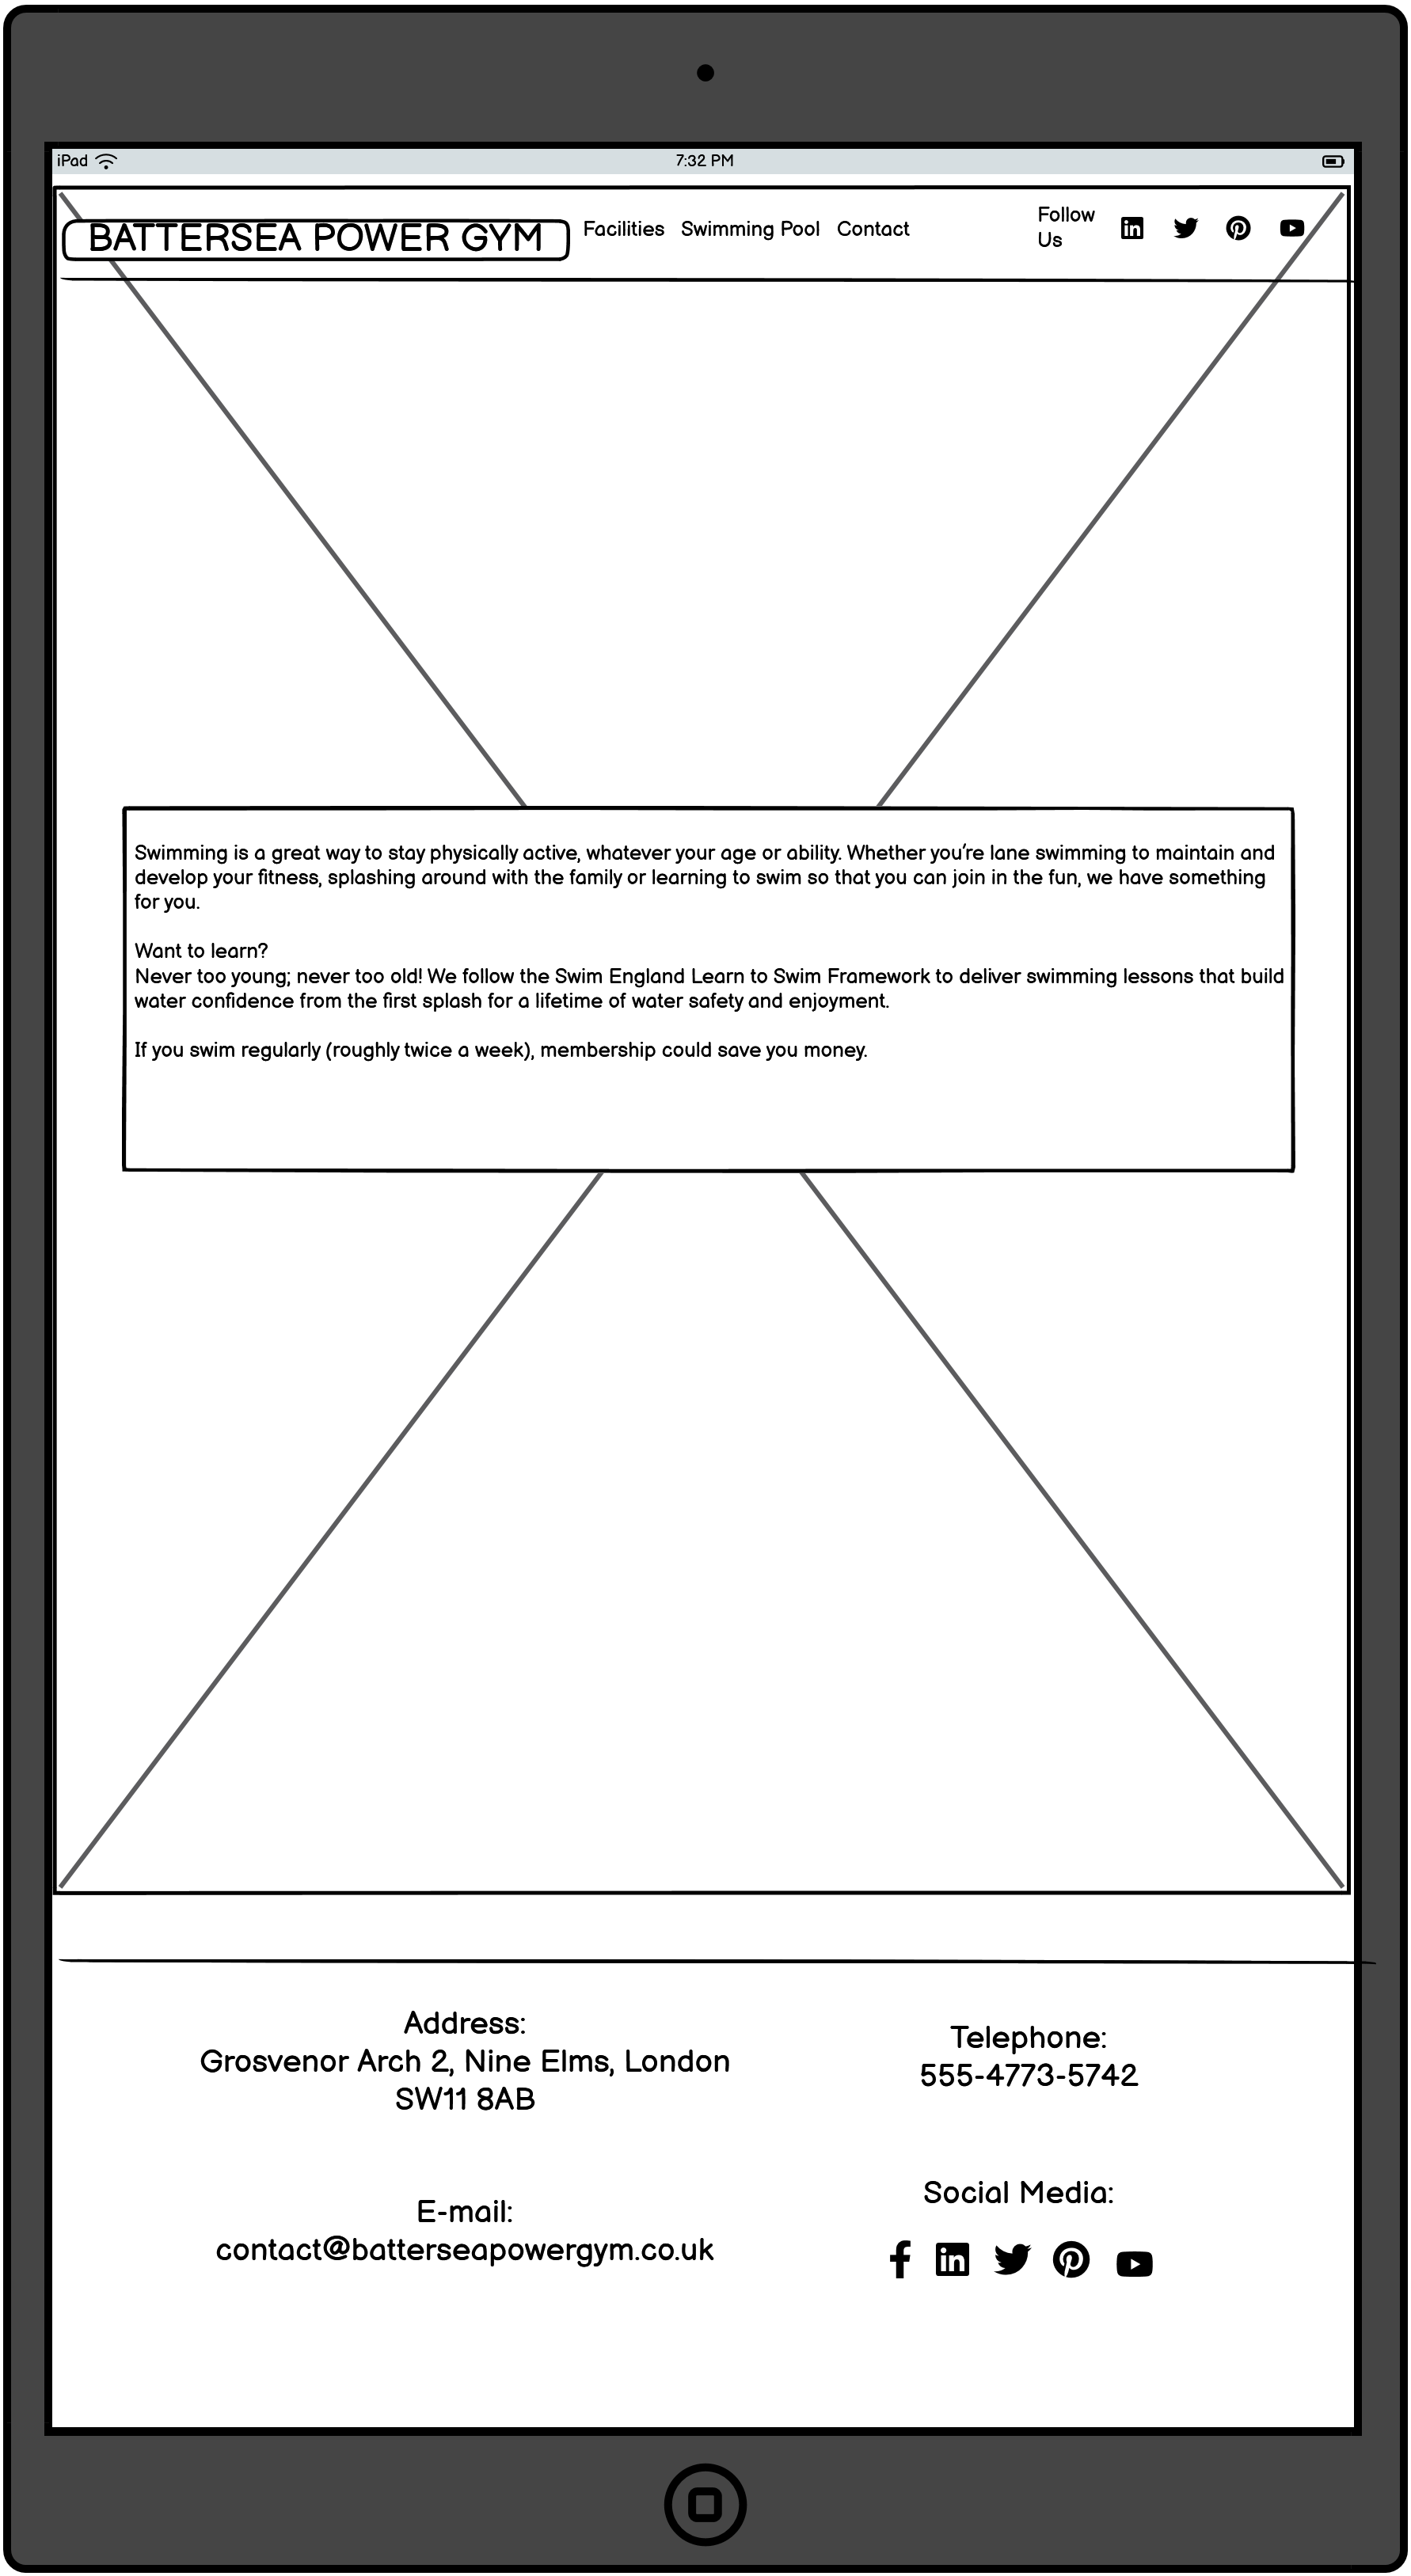 iPad
7:32 PM
BATTERSEA POWER GYM
Facilities Swimming Pool Contact
Follow
Us
Swimming is a great way to stay physically active, whatever your age or ability. Whether you're lane swimming to maintain and
develop your fitness, splashing around with the family or learning to swim so that you can join in the fun, we have something
for you.
Want to learn?
Never too young; never too old! We follow the Swim England Learn to Swim Framework to deliver swimming lessons that build
water confidence from the first splash for a lifetime of water safety and enjoyment.
If you swim regularly (roughly twice a week), membership could save you money.
Address:
Grosvenor Arch 2, Nine Elms, London
SW11 8AB
Telephone:
555-4773-5742
E-mail:
contact@batterseapowergym.co.uk
Social Media: